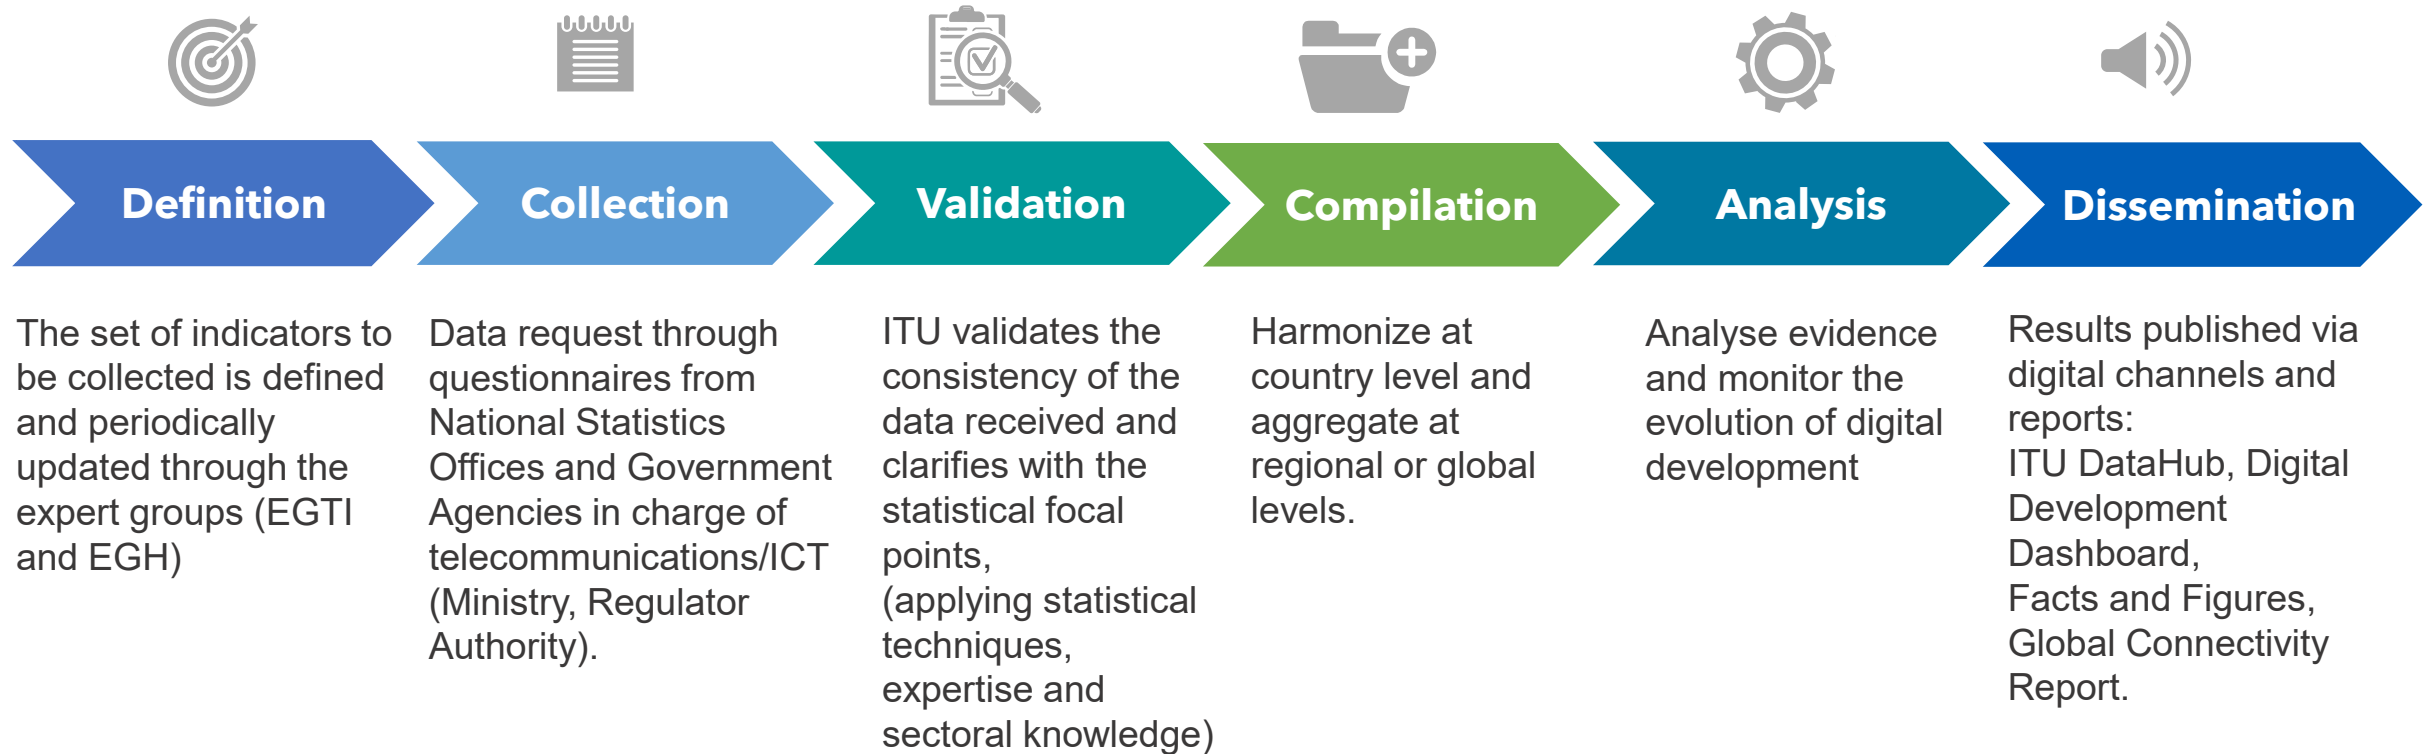 Definition
Collection
Validation
Compilation
Analysis
Dissemination
The set of indicators to
be collected is defined
and periodically
updated through the
expert groups (EGTI
and EGH)
Data request through
questionnaires from
National Statistics
Offices and Government
Agencies in charge of
telecommunications/ICT
(Ministry, Regulator
Authority).
ITU validates the
consistency of the
data received and
clarifies with the
statistical focal
points,
(applying statistical
techniques,
expertise and
sectoral knowledge)
Harmonize at
country level and
aggregate at
regional or global
levels.
Analyse evidence
and monitor the
evolution of digital
development
Results published via
digital channels and
reports:
ITU DataHub, Digital
Development
Dashboard,
Facts and Figures,
Global Connectivity
Report.